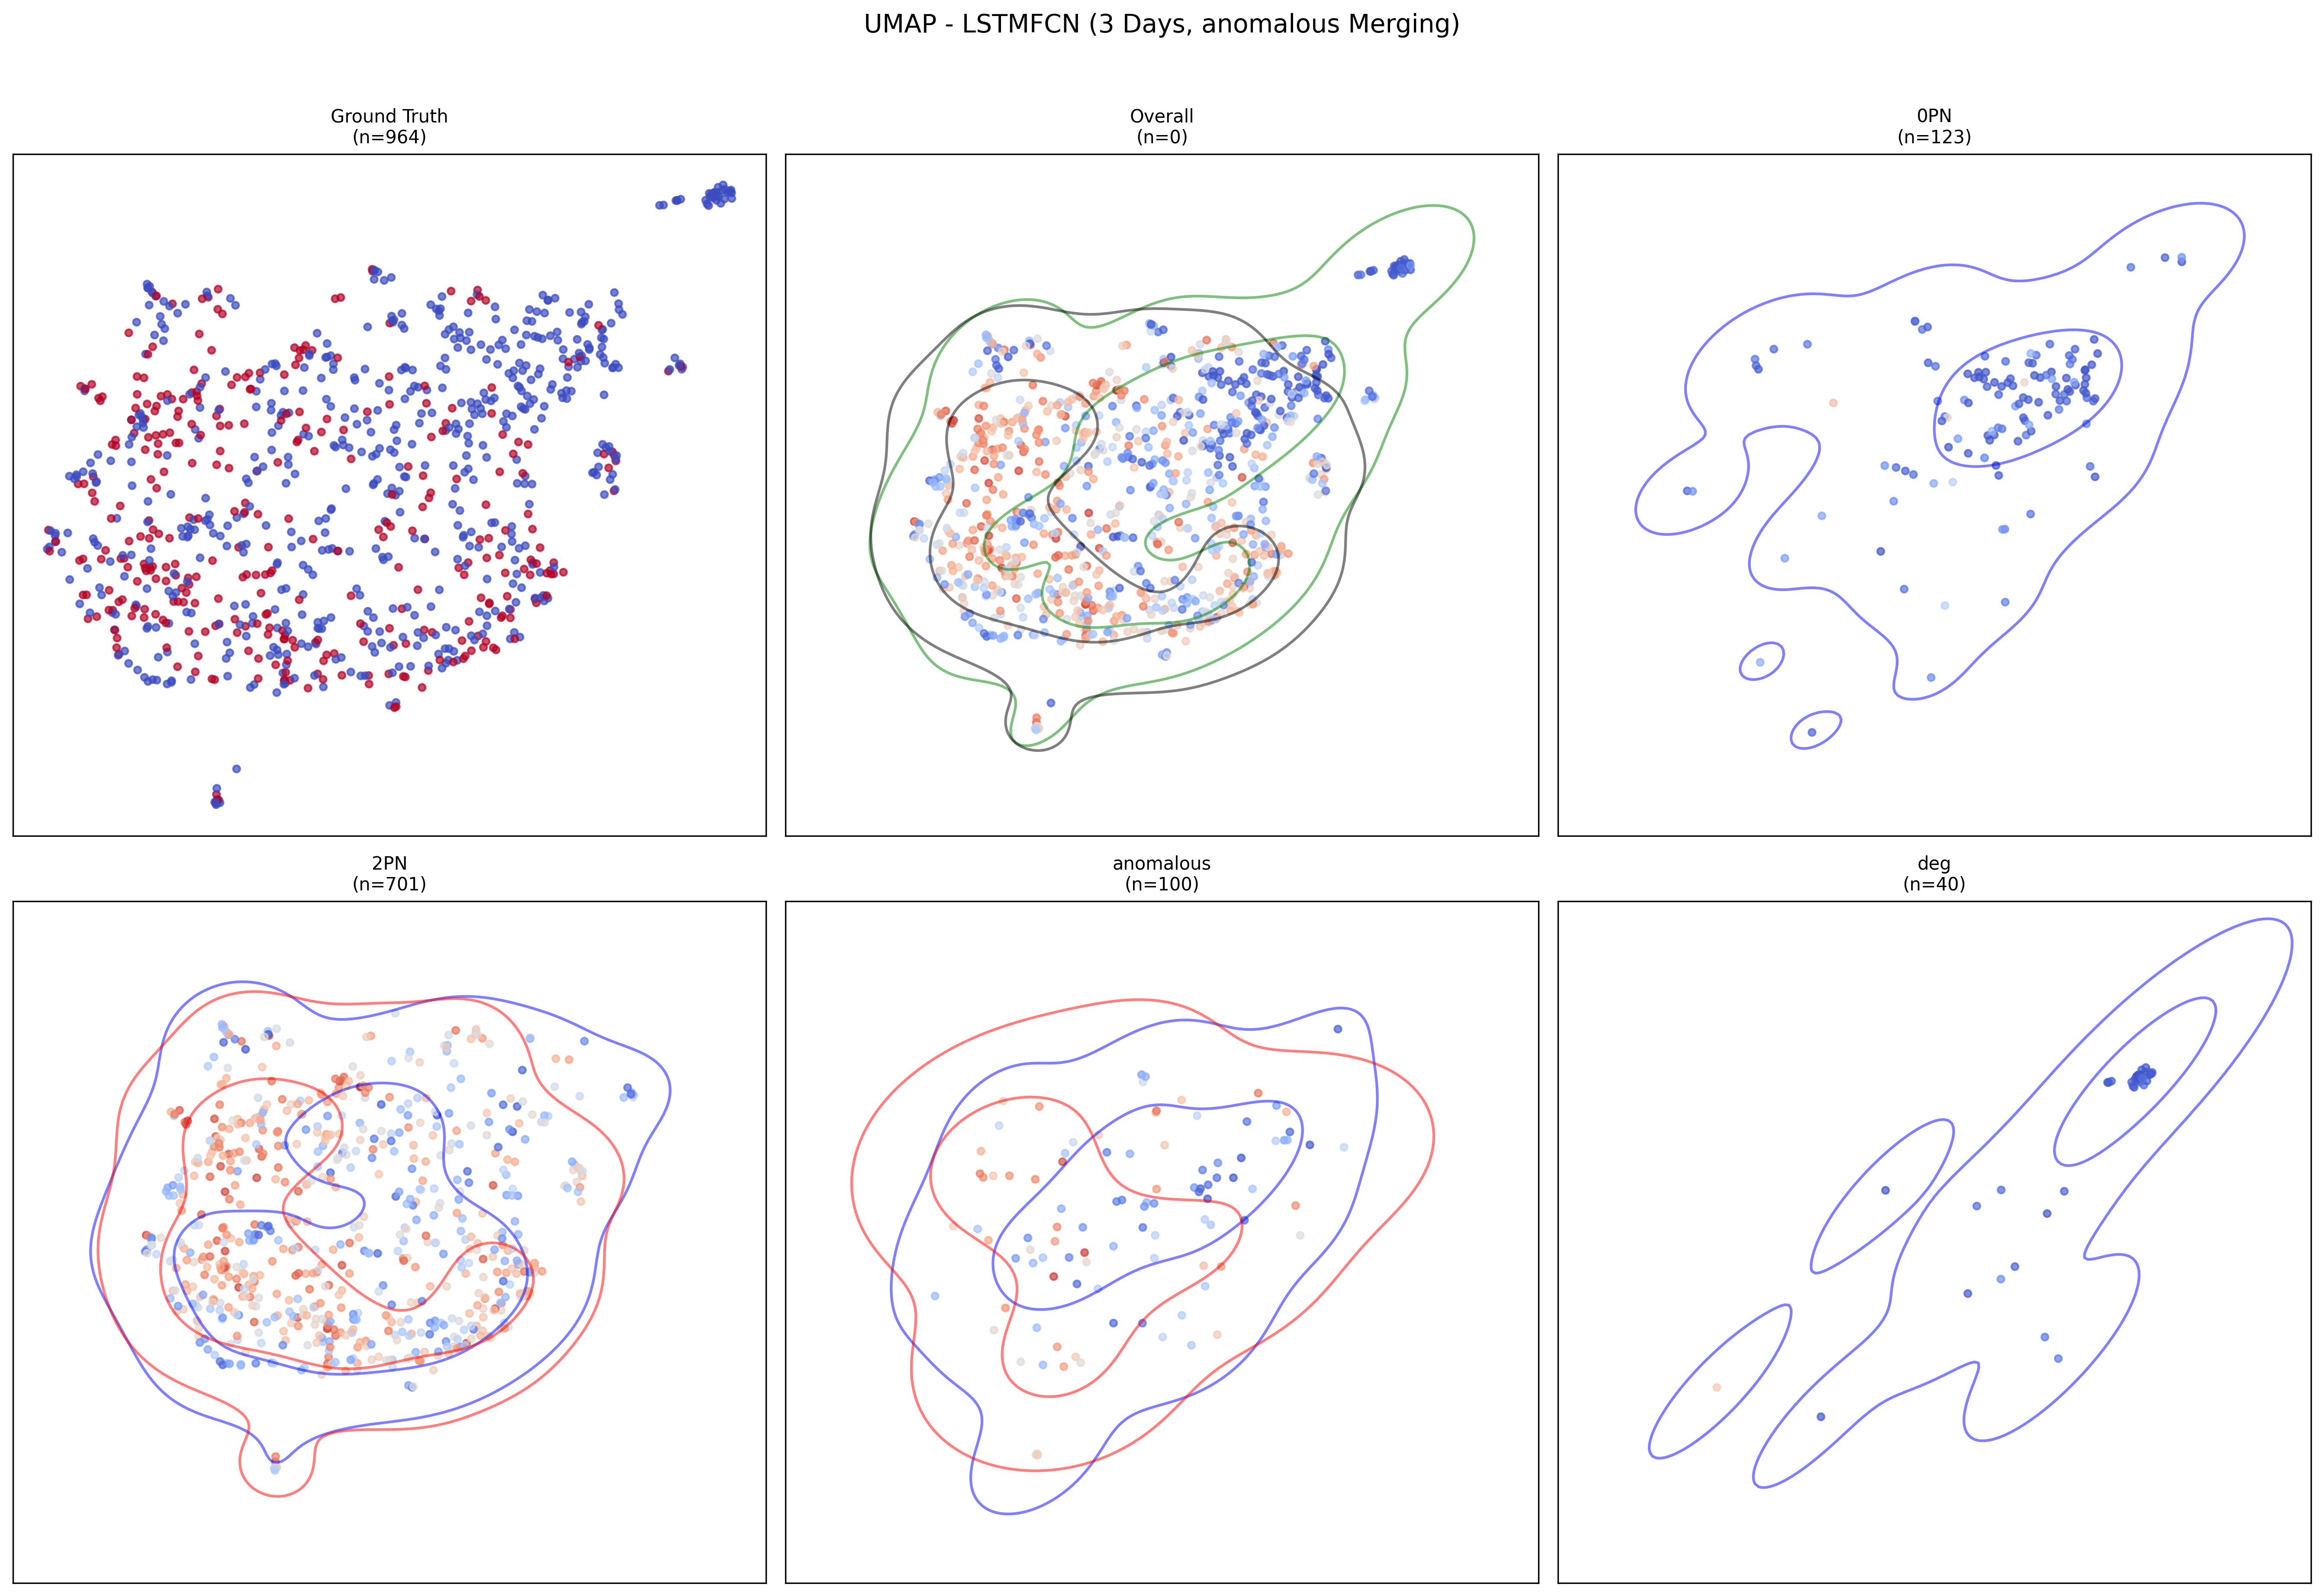 UMAP - LSTMFCN (3 Days, anomalous Merging)
Ground Truth
(n=964)
Overall
(n=0)
0PN
(n=123)
2PN
(n=701)
anomalous
(n=100)
deg
(n=40)